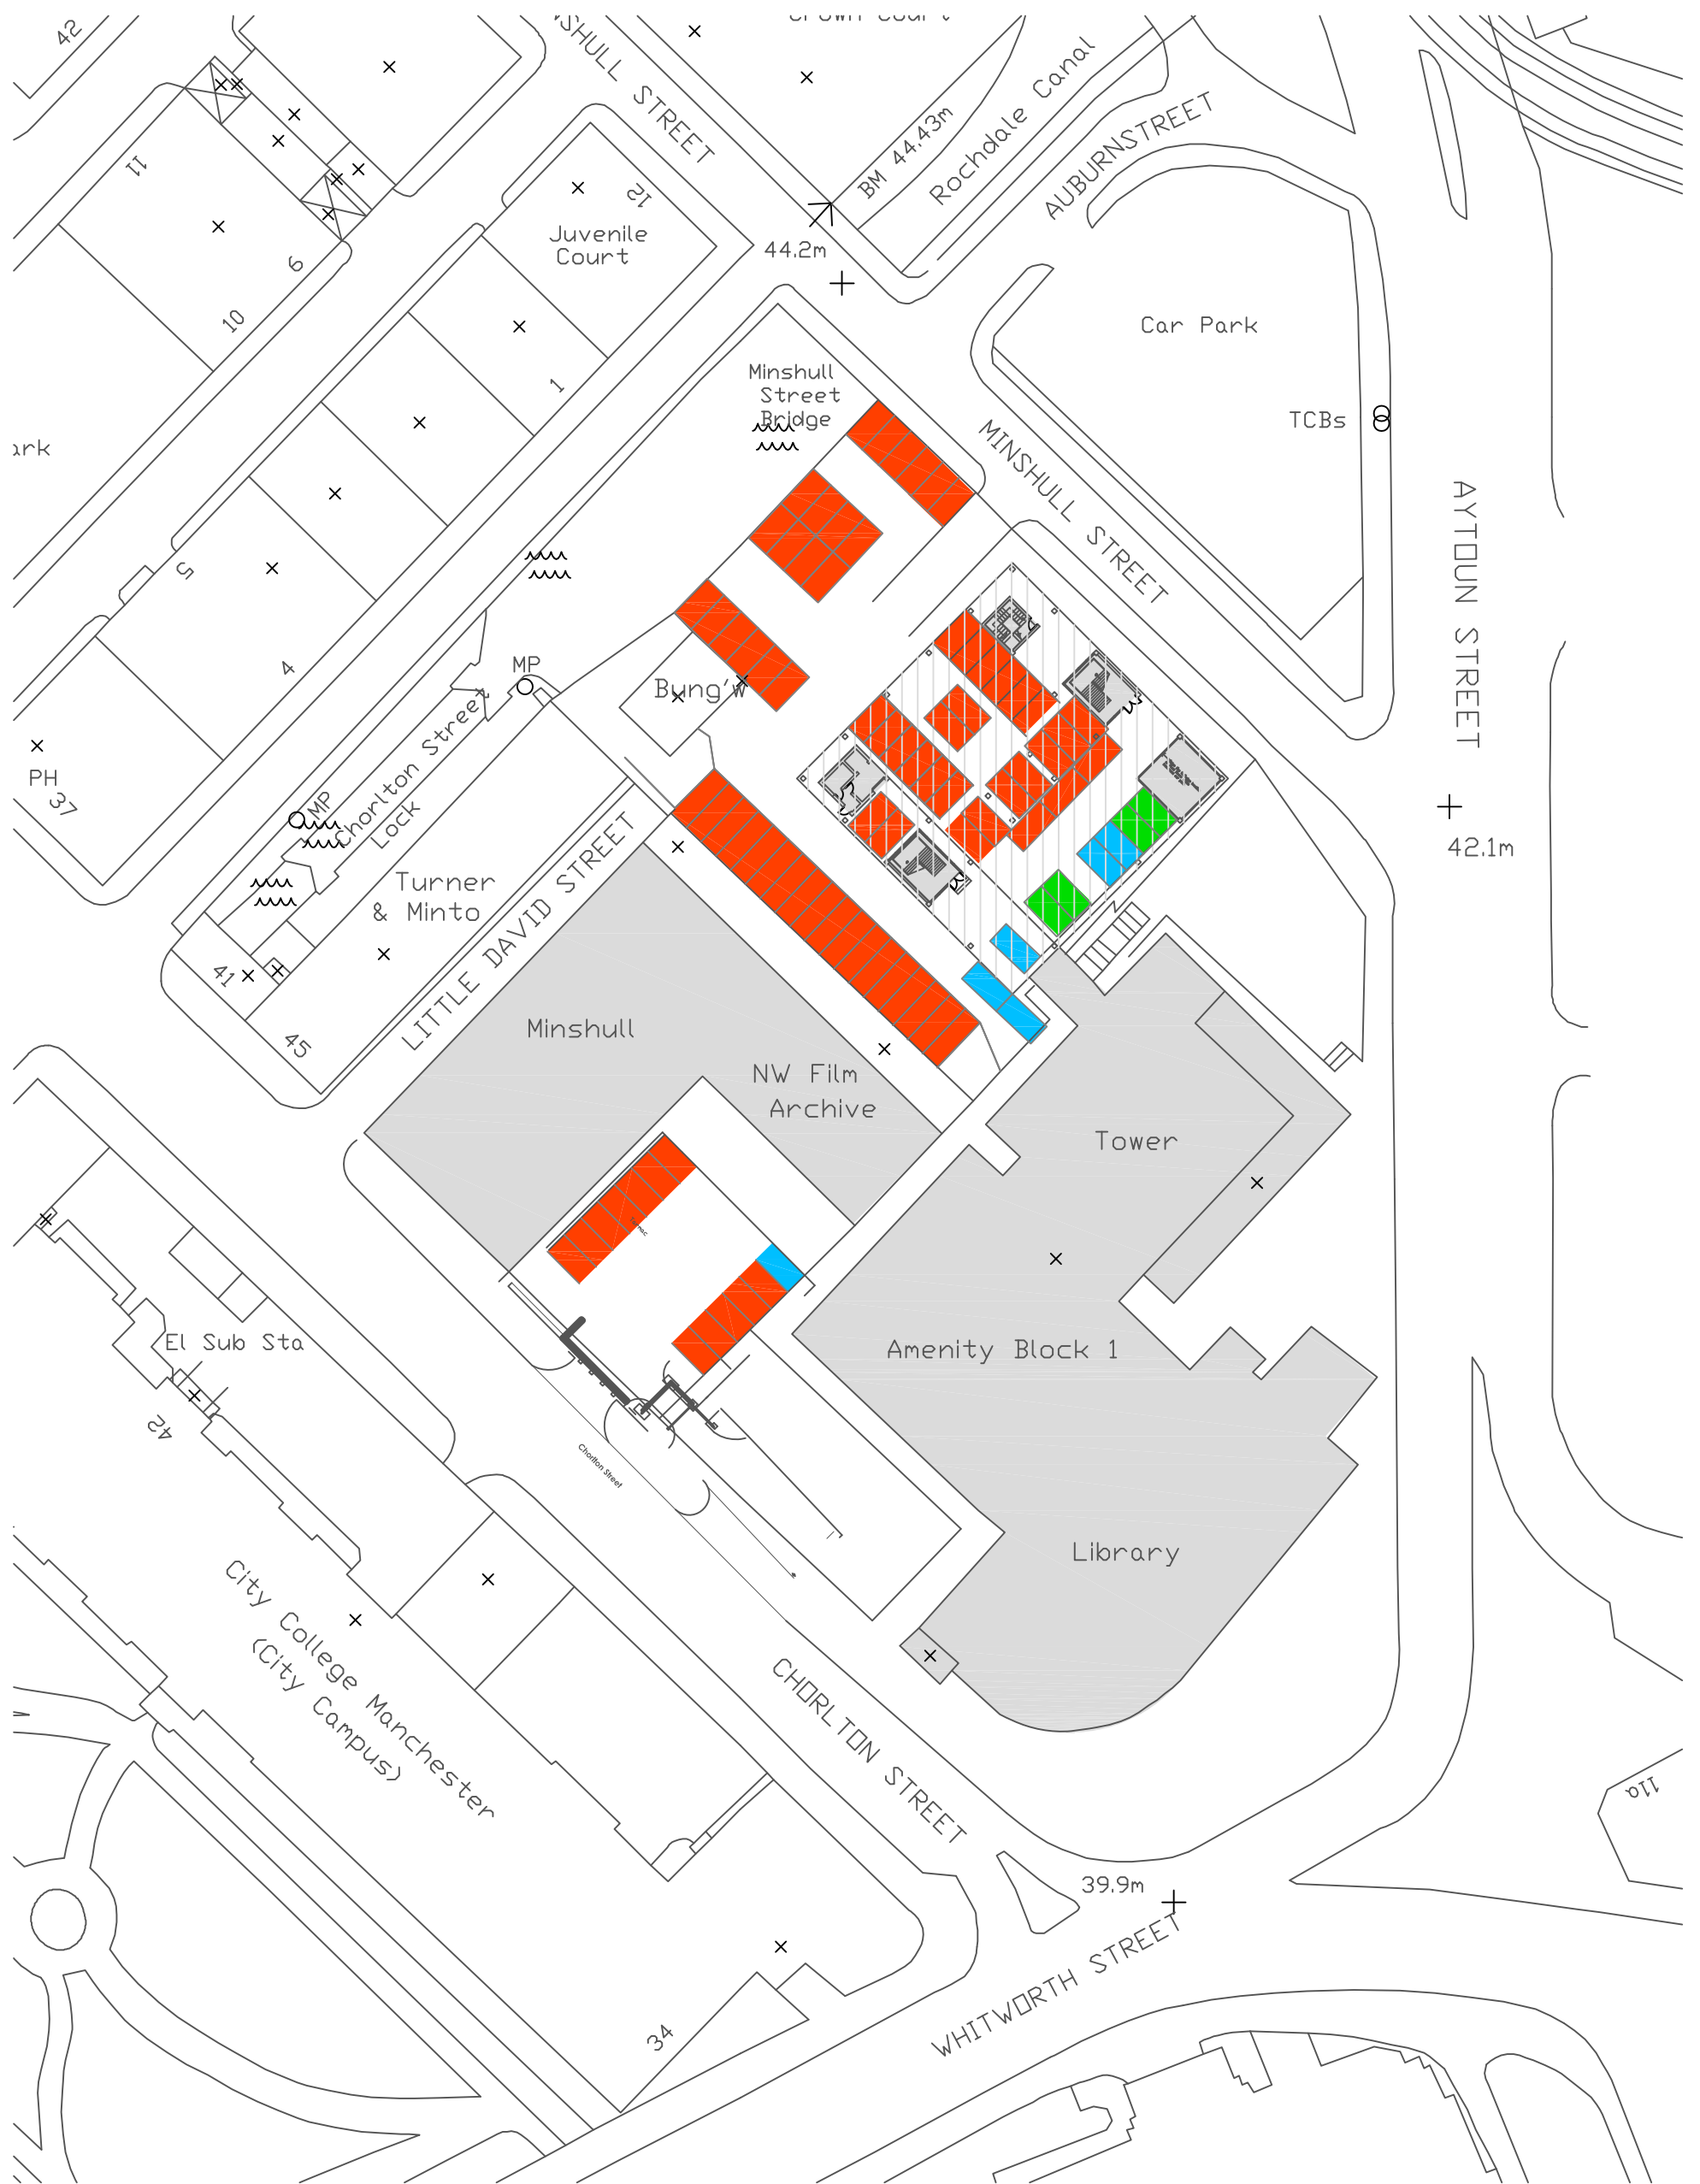 42
SHULL STREET
BM 44.43m
Rochdale Canal
AUBURNSTREET
11
12
Juvenile
Court
44.2m
9
10
Car Park
1
Minshull
Street
Bridge
TCBs
ark
MINSHULL STREET
AYTOUN STREET
5
4
MP
Bung'w
PH
37
MP
Chorlton Street
Lock
42.1m
Turner
& Minto
LITTLE DAVID STREET
41
45
Minshull
NW Film
Archive
Tower
El Sub Sta
Amenity Block 1
42
Chorlton Street
Library
City College Manchester
(City Campus)
CHORLTON STREET
11a
39.9m
WHITWORTH STREET
34